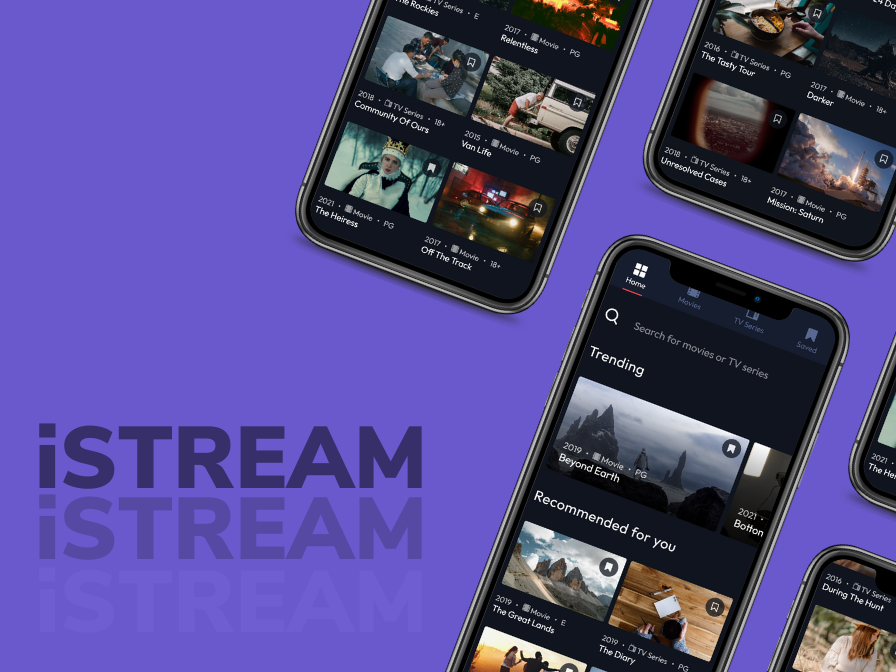 The Rockies
TV Series • E
2017 • Movie • PG
Relentless
2018 • TV Series • 18+
Community Of Ours
2015 • Movie • PG
Van Life
2021 • Movie • PG
The Heiress
2017 • Movie • 18+
Off The Track
2016 • TV Series • PG
The Tasty Tour
2017 • Movie • PG
Darker
2018 • TV Series • 18+
Unresolved Cases
2017 • Movie • PG
Mission: Saturn
Home
Movies
TV Series
Saved
Search for movies or TV series
Trending
2019 • Movie • PG
Beyond Earth
2021 •
Botton
Recommended for you
2019 • Movie • E
The Great Lands
2019 • TV Series • PG
The Diary
2021 •
The He
2016 • TV Series
During The Hunt
iSTREAM
iSTREAM
iSTREAM